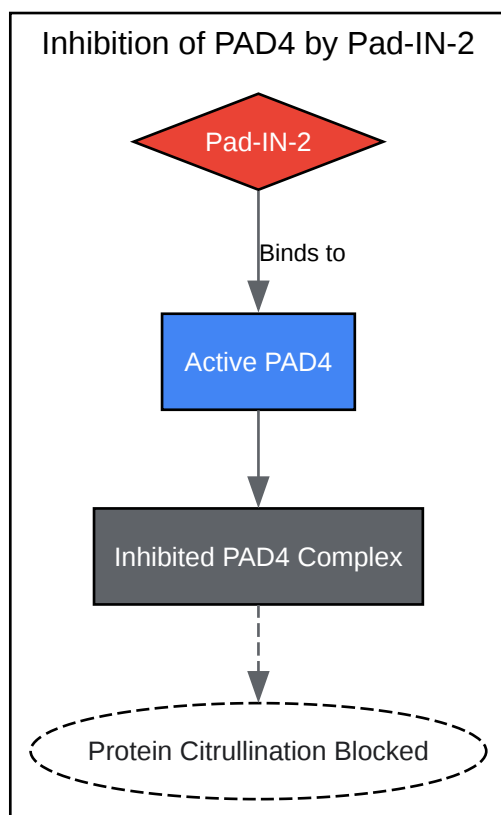 Inhibition of PAD4 by Pad-IN-2
Pad-IN-2
Binds to
Active PAD4
Inhibited PAD4 Complex
Protein Citrullination Blocked